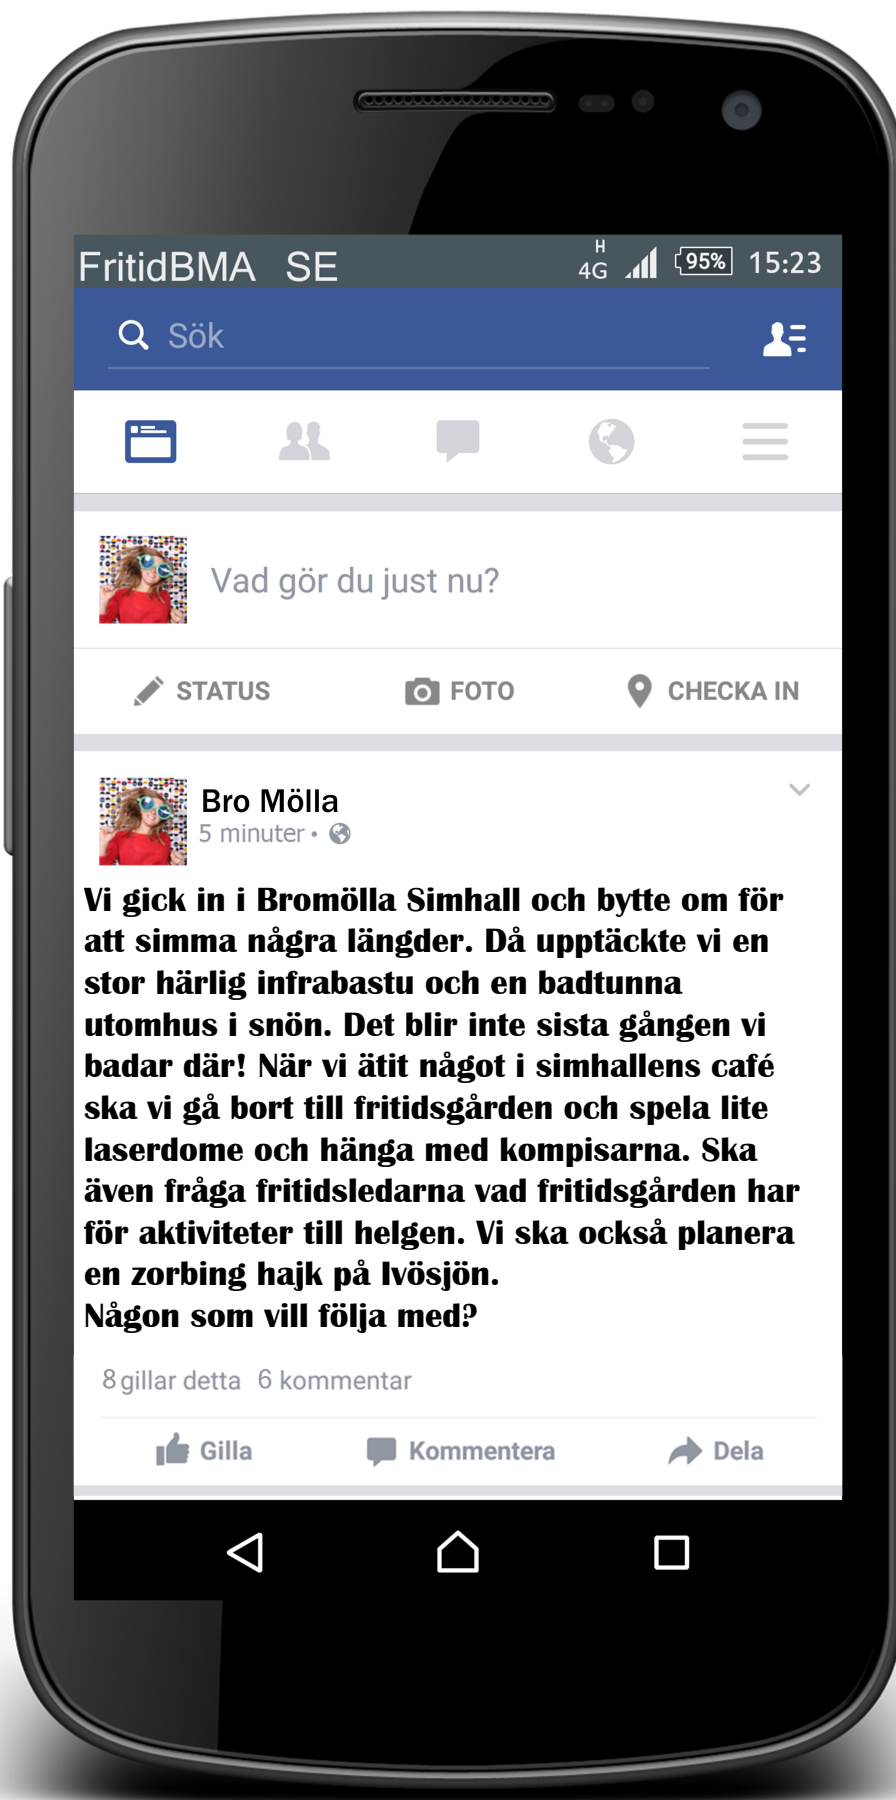 FritidBMA SE H 4G 95% 15:23
Sök
Vad gör du just nu?
STATUS FOTO CHECKA IN
Bro Mölla
5 minuter •
Vi gick in i Bromölla Simhall och bytte om för
att simma några längder. Då upptäckte vi en
stor härlig infrabastu och en badtunna
utomhus i snön. Det blir inte sista gången vi
badar där! När vi ätit något i simhallens café
ska vi gå bort till fritidsgården och spela lite
laserdome och hänga med kompisarna. Ska
även fråga fritidsledarna vad fritidsgården har
för aktiviteter till helgen. Vi ska också planera
en zorbing hajk på Ivösjön.
Någon som vill följa med?
8 gillar detta 6 kommentar
Gilla Kommentera Dela